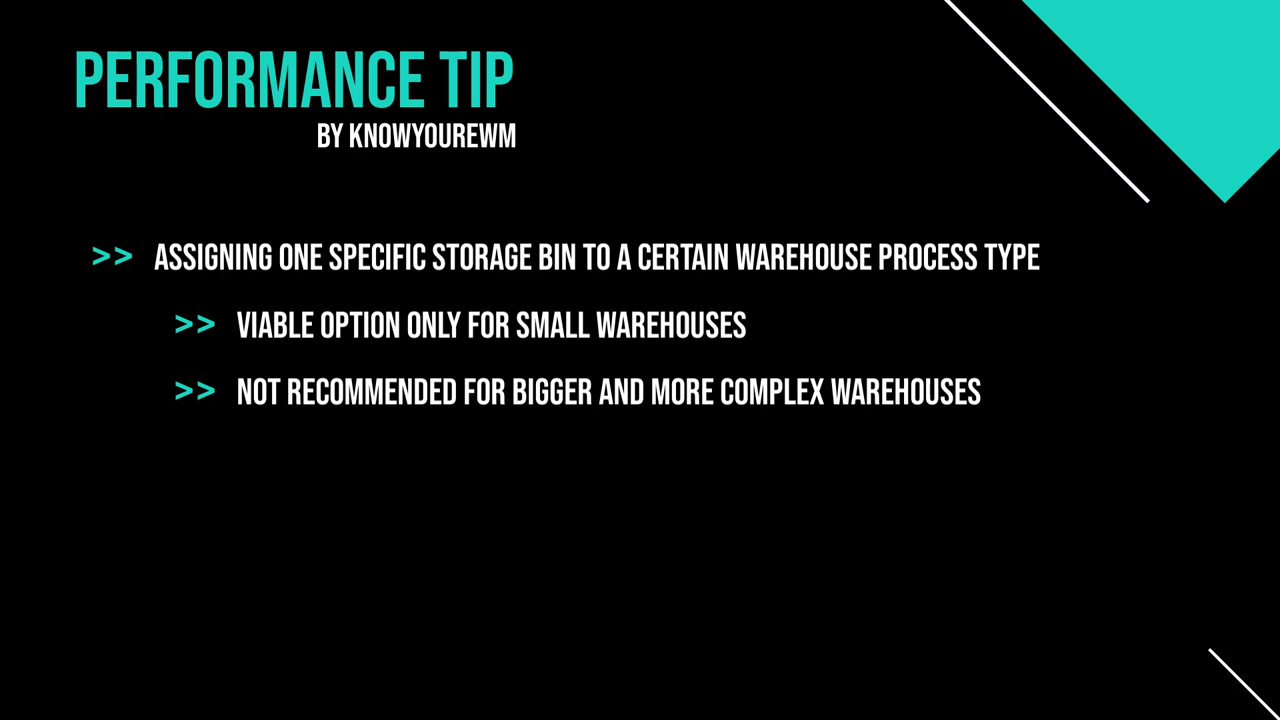 PERFORMANCE TIP
BY KNOWYOUREWM
>> ASSIGNING ONE SPECIFIC STORAGE BIN TO A CERTAIN WAREHOUSE PROCESS TYPE
>> VIABLE OPTION ONLY FOR SMALL WAREHOUSES
>> NOT RECOMMENDED FOR BIGGER AND MORE COMPLEX WAREHOUSES